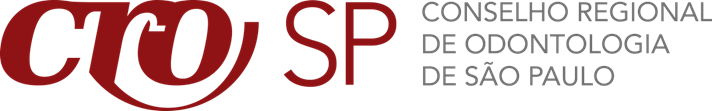 cro SP CONSELHO REGIONAL
DE ODONTOLOGIA
DE SÃO PAULO